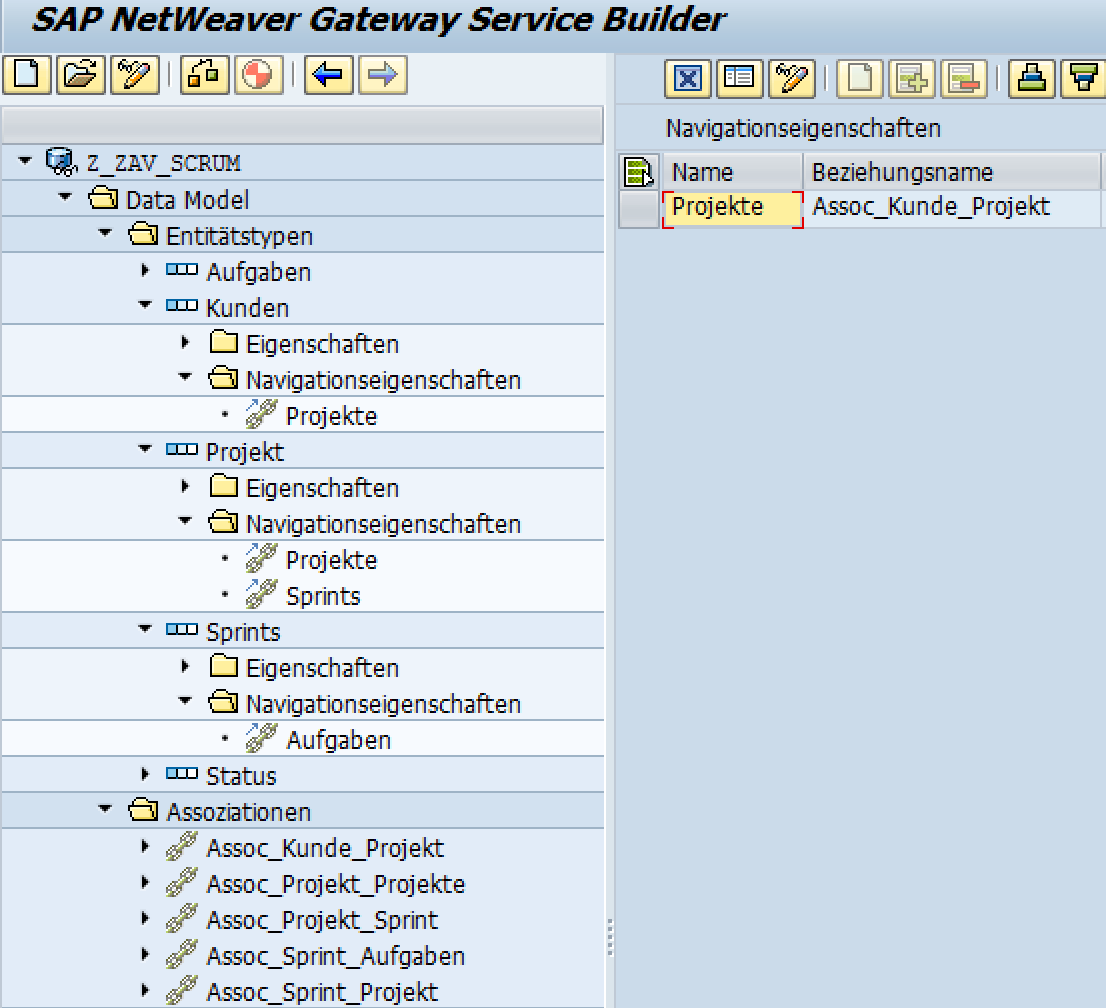 SAP NetWeaver Gateway Service Builder
Z_ZAV_SCRUM
Data Model
Entitätstypen
Aufgaben
Kunden
Eigenschaften
Navigationseigenschaften
Projekte
Projekt
Eigenschaften
Navigationseigenschaften
Projekte
Sprints
Sprints
Eigenschaften
Navigationseigenschaften
Aufgaben
Status
Assoziationen
Assoc_Kunde_Projekt
Assoc_Projekt_Projekte
Assoc_Projekt_Sprint
Assoc_Sprint_Aufgaben
Assoc_Sprint_Projekt
Navigationseigenschaften
Name Beziehungsname
Projekte Assoc_Kunde_Projekt